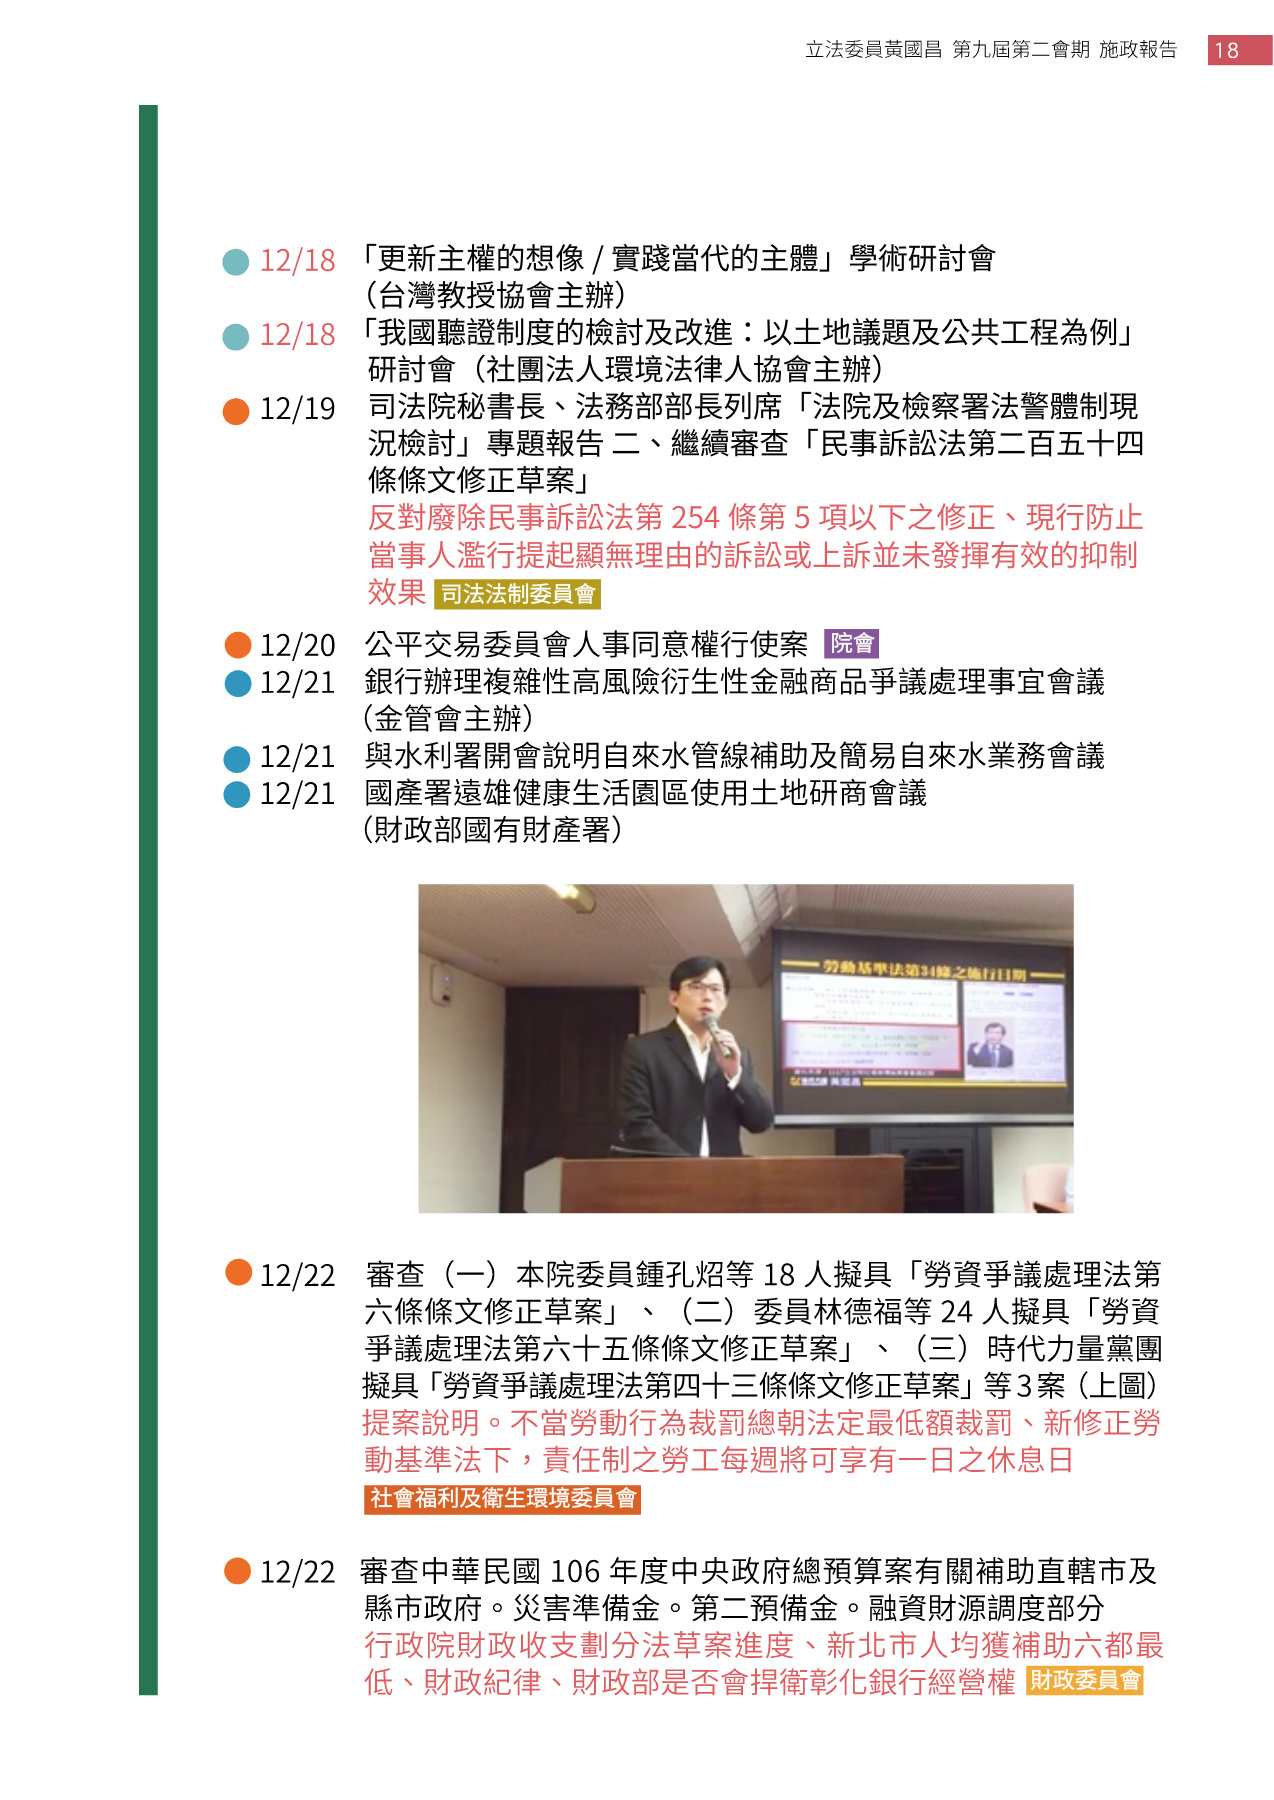 立法委員黃國昌 第九屆第二會期 施政報告 18
12/18 「更新主權的想像 / 實踐當代的主體」學術研討會
（台灣教授協會主辦）
12/18 「我國聽證制度的檢討及改進：以土地議題及公共工程為例」
研討會（社團法人環境法律人協會主辦）
12/19 司法院秘書長、法務部部長列席「法院及檢察署法警體制現
況檢討」專題報告 二、繼續審查「民事訴訟法第二百五十四
條條文修正草案」
反對廢除民事訴訟法第 254 條第 5 項以下之修正、現行防止
當事人濫行提起顯無理由的訴訟或上訴並未發揮有效的抑制
效果 司法法制委員會
12/20 公平交易委員會人事同意權行使案 院會
12/21 銀行辦理複雜性高風險衍生性金融商品爭議處理事宜會議
（金管會主辦）
12/21 與水利署開會說明自來水管線補助及簡易自來水業務會議
12/21 國產署遠雄健康生活園區使用土地研商會議
（財政部國有財產署）
勞動基準法第34條之施行日期
12/22 審查（一）本院委員鍾孔炤等 18 人擬具「勞資爭議處理法第
六條條文修正草案」、（二）委員林德福等 24 人擬具「勞資
爭議處理法第六十五條條文修正草案」、（三）時代力量黨團
擬具「勞資爭議處理法第四十三條條文修正草案」等3案（上圖）
提案說明。不當勞動行為裁罰總朝法定最低額裁罰、新修正勞
動基準法下，責任制之勞工每週將可享有一日之休息日
社會福利及衛生環境委員會
12/22 審查中華民國 106 年度中央政府總預算案有關補助直轄市及
縣市政府。災害準備金。第二預備金。融資財源調度部分
行政院財政收支劃分法草案進度、新北市人均獲補助六都最
低、財政紀律、財政部是否會捍衛彰化銀行經營權 財政委員會